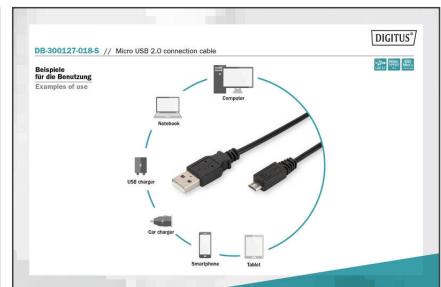 DIGITUS®
DB-300127-018-S // Micro USB 2.0 connection cable
Beispiele
für die Benutzung
Examples of use
Computer
Notebook
USB charger
Car charger
Smartphone
Tablet